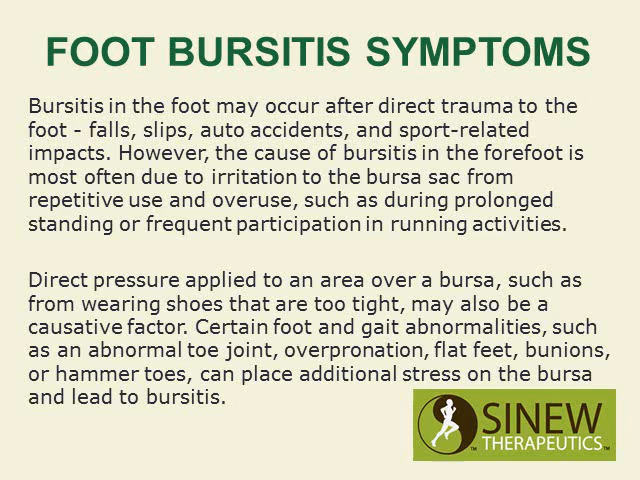 FOOT BURSITIS SYMPTOMS
Bursitis in the foot may occur after direct trauma to the
foot - falls, slips, auto accidents, and sport-related
impacts. However, the cause of bursitis in the forefoot is
most often due to irritation to the bursa sac from
repetitive use and overuse, such as during prolonged
standing or frequent participation in running activities.
Direct pressure applied to an area over a bursa, such as
from wearing shoes that are too tight, may also be a
causative factor. Certain foot and gait abnormalities, such
as an abnormal toe joint, overpronation, flat feet, bunions,
or hammer toes, can place additional stress on the bursa
and lead to bursitis.
™ SINEW
THERAPEUTICS™